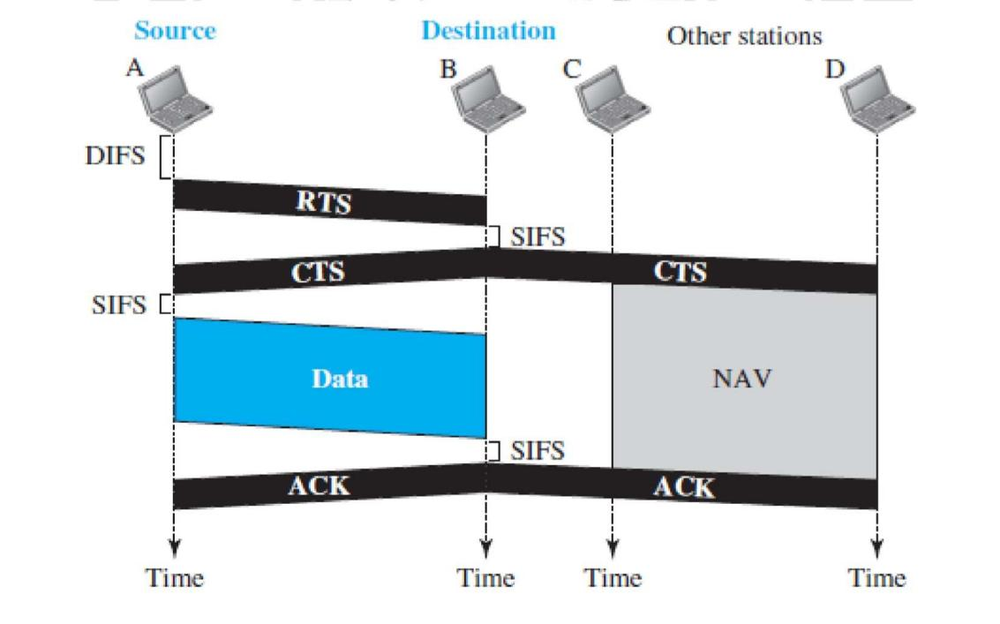 Source
Destination
Other stations
A
B
C
D
DIFS
RTS
SIFS
CTS
CTS
SIFS
Data
NAV
SIFS
ACK
ACK
Time
Time
Time
Time